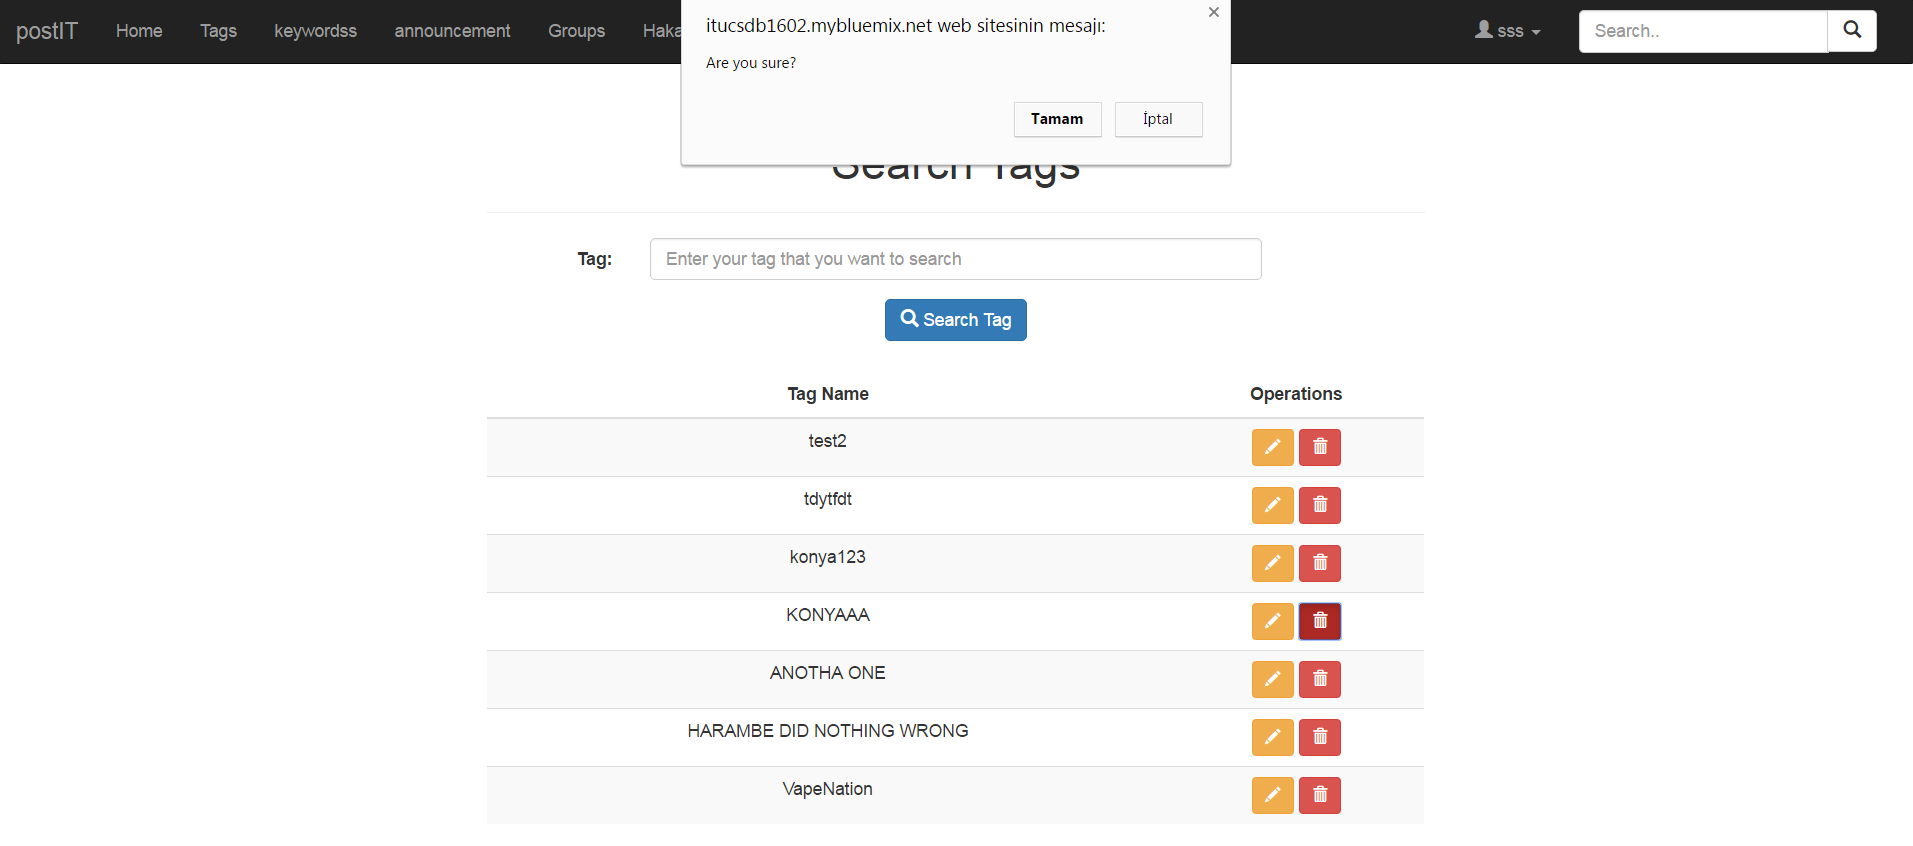 postIT Home Tags keywordss announcement Groups sss Search..
itucsdb1602.mybluemix.net web sitesinin mesajı:
Are you sure?
Tamam İptal
Search Tags
Tag: Enter your tag that you want to search
Search Tag
Tag Name Operations
test2
tdytfdt
konya123
KONYAAA
ANOTHA ONE
HARAMBE DID NOTHING WRONG
VapeNation